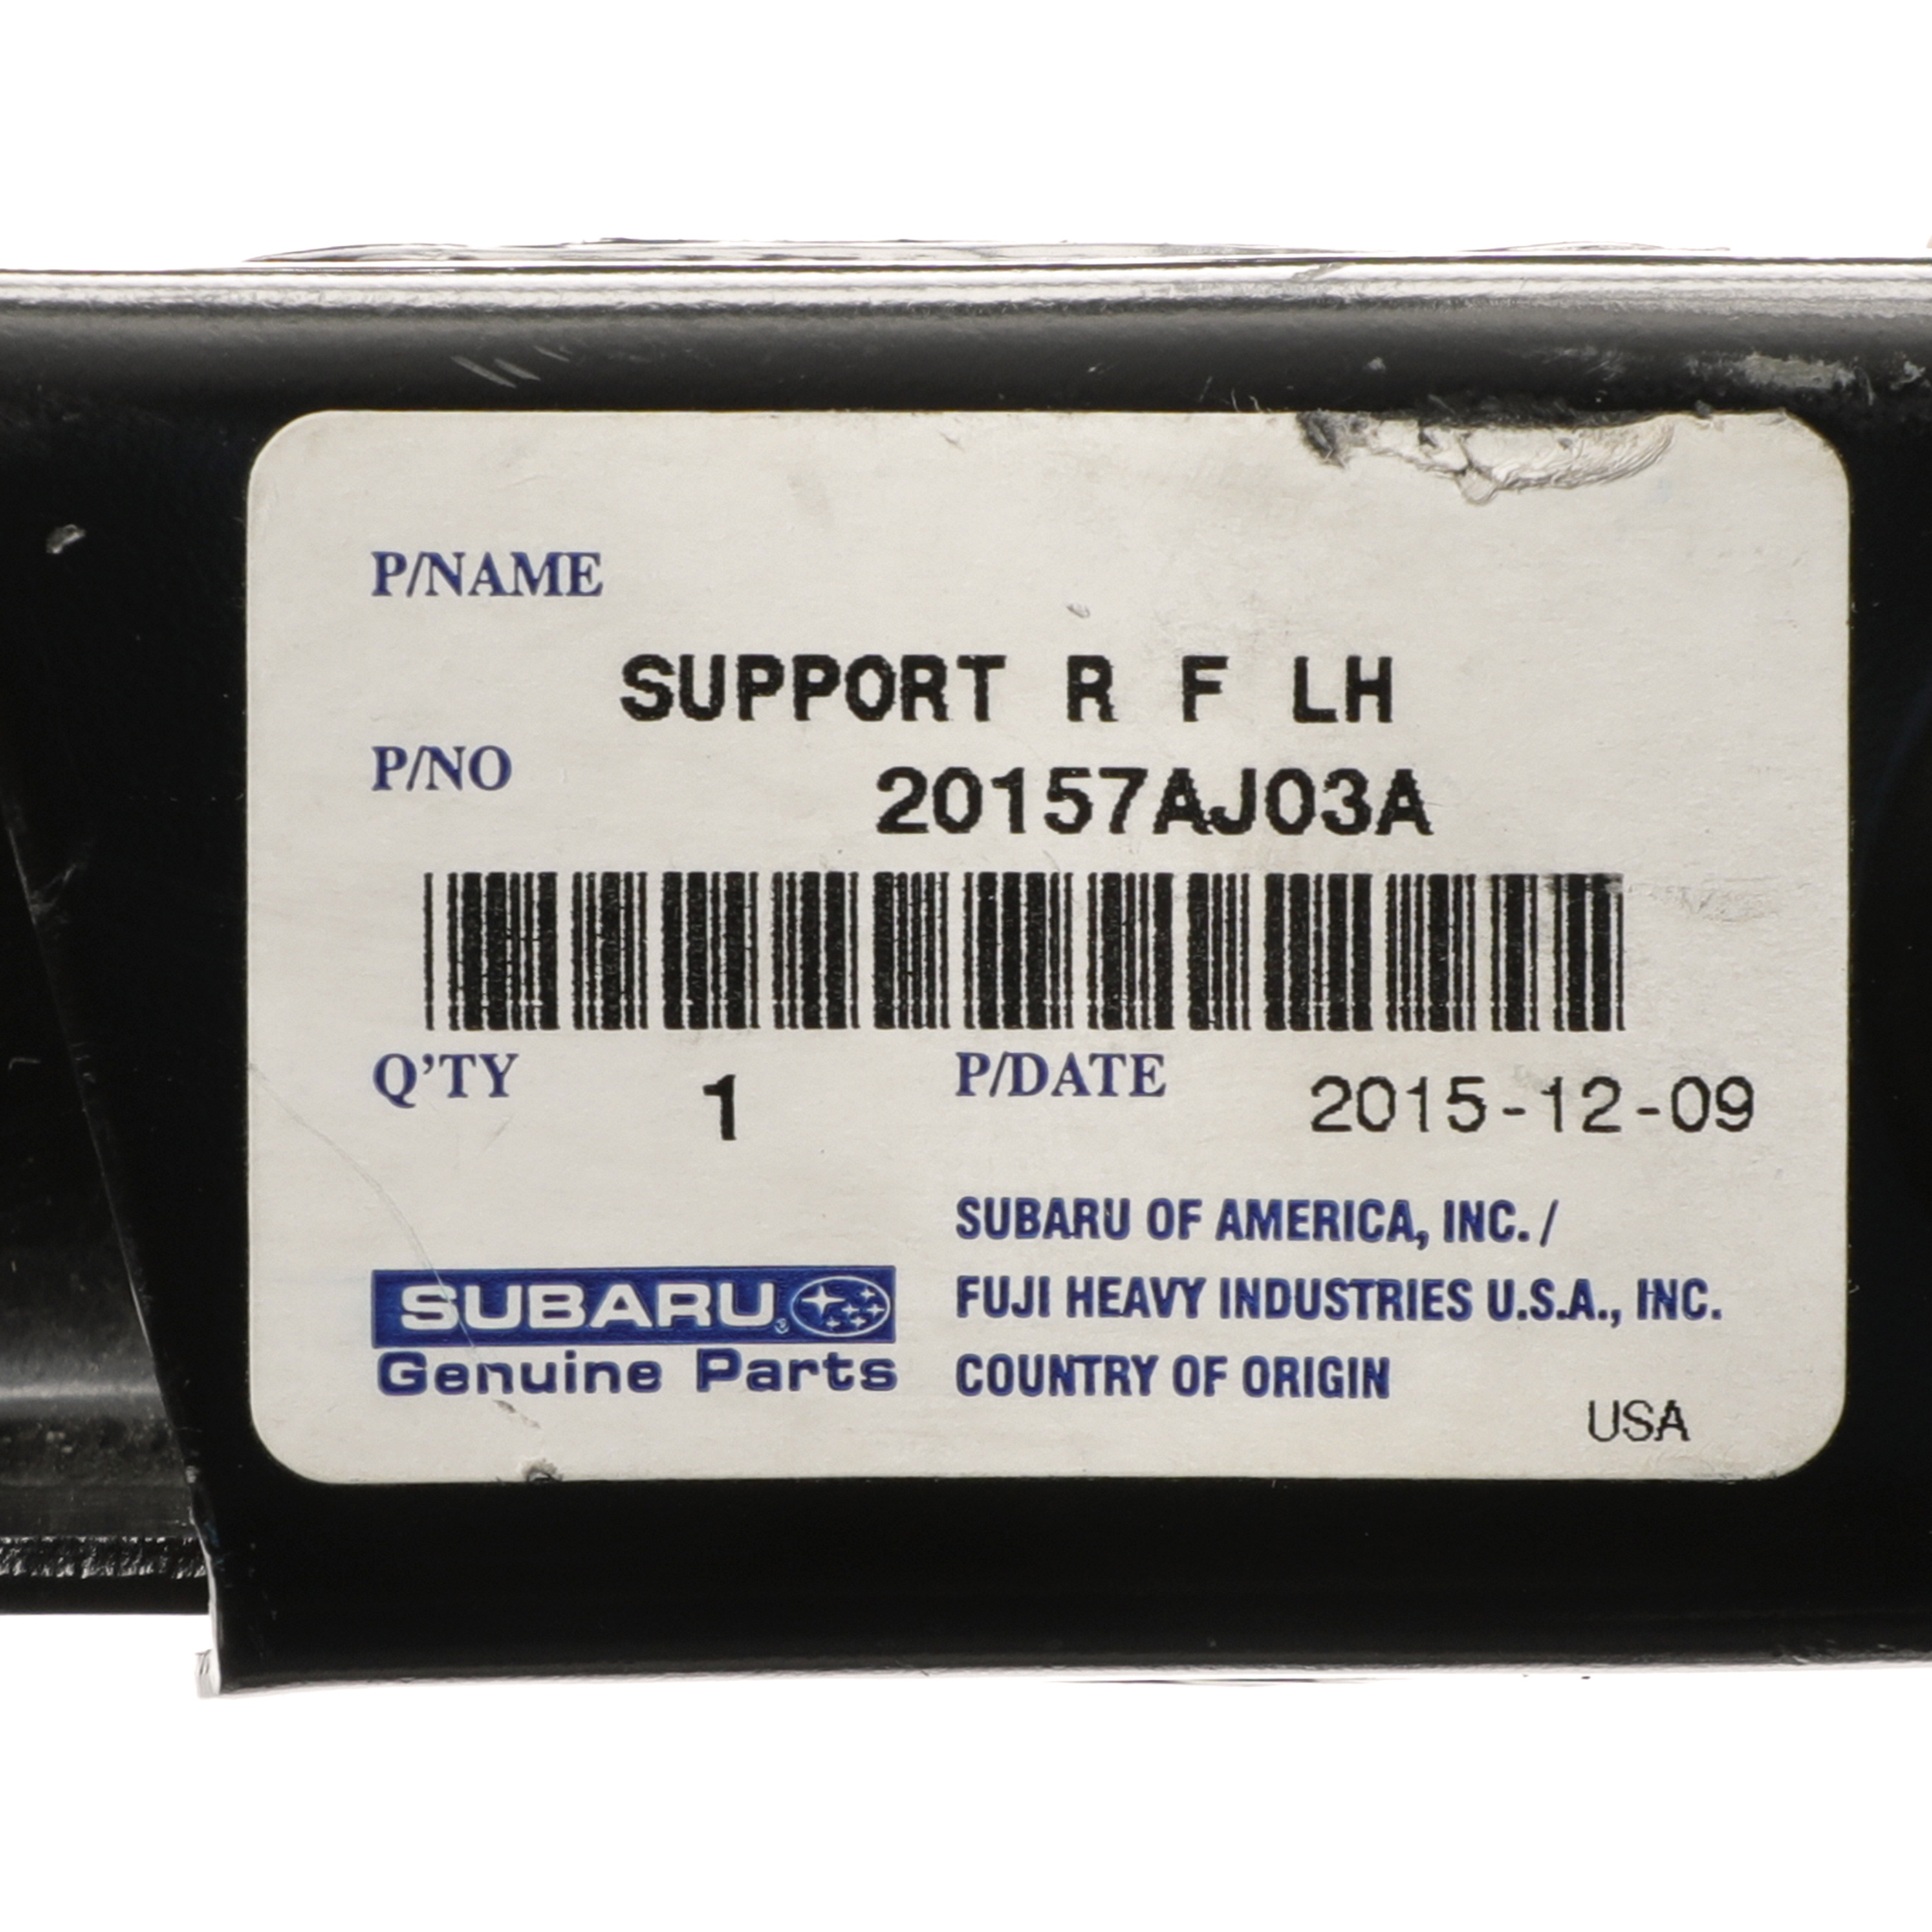 P/NAME
SUPPORT R F LH
P/NO
20157AJ03A
Q'TY 1 P/DATE 2015-12-09
SUBARU OF AMERICA, INC. /
SUBARU® FUJI HEAVY INDUSTRIES U.S.A., INC.
Genuine Parts COUNTRY OF ORIGIN
USA